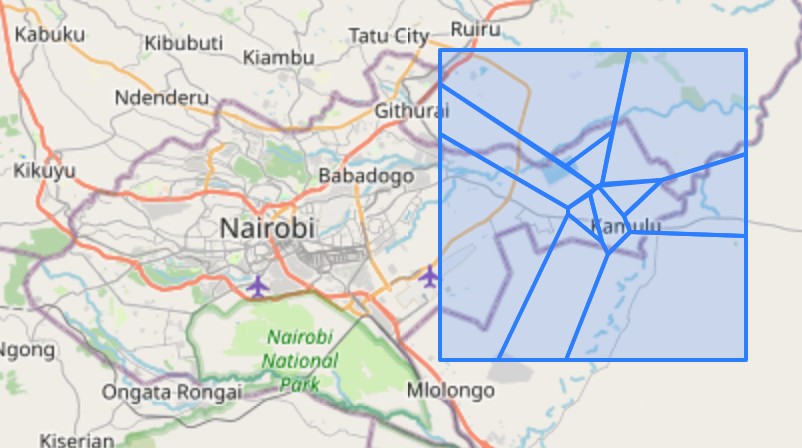 Kabuku
Kibubuti
Kiambu
Tatu City
Ruiru
Ndenderu
Githurai
Kikuyu
Babadogo
Nairobi
Kamulu
Nairobi
National
Park
Ngong
Ongata Rongai
Mlolongo
Kiserian